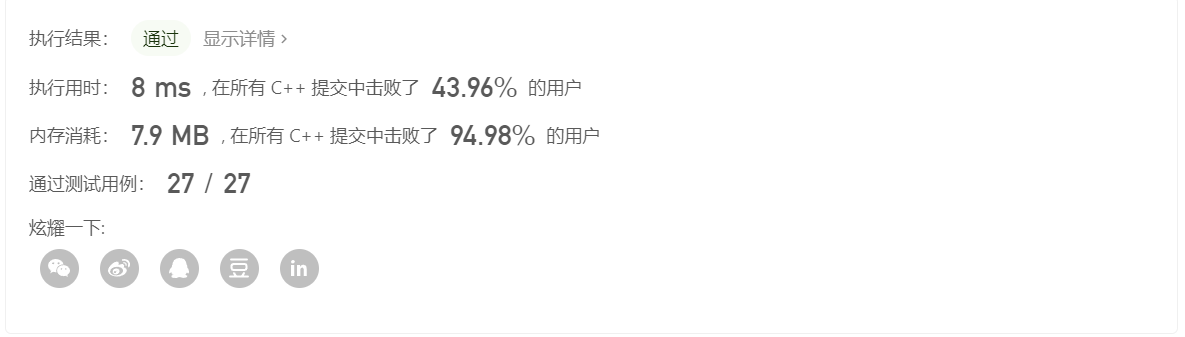 执行结果： 通过 显示详情 ›
执行用时： 8 ms , 在所有 C++ 提交中击败了 43.96% 的用户
内存消耗： 7.9 MB , 在所有 C++ 提交中击败了 94.98% 的用户
通过测试用例： 27 / 27
炫耀一下:
豆 in